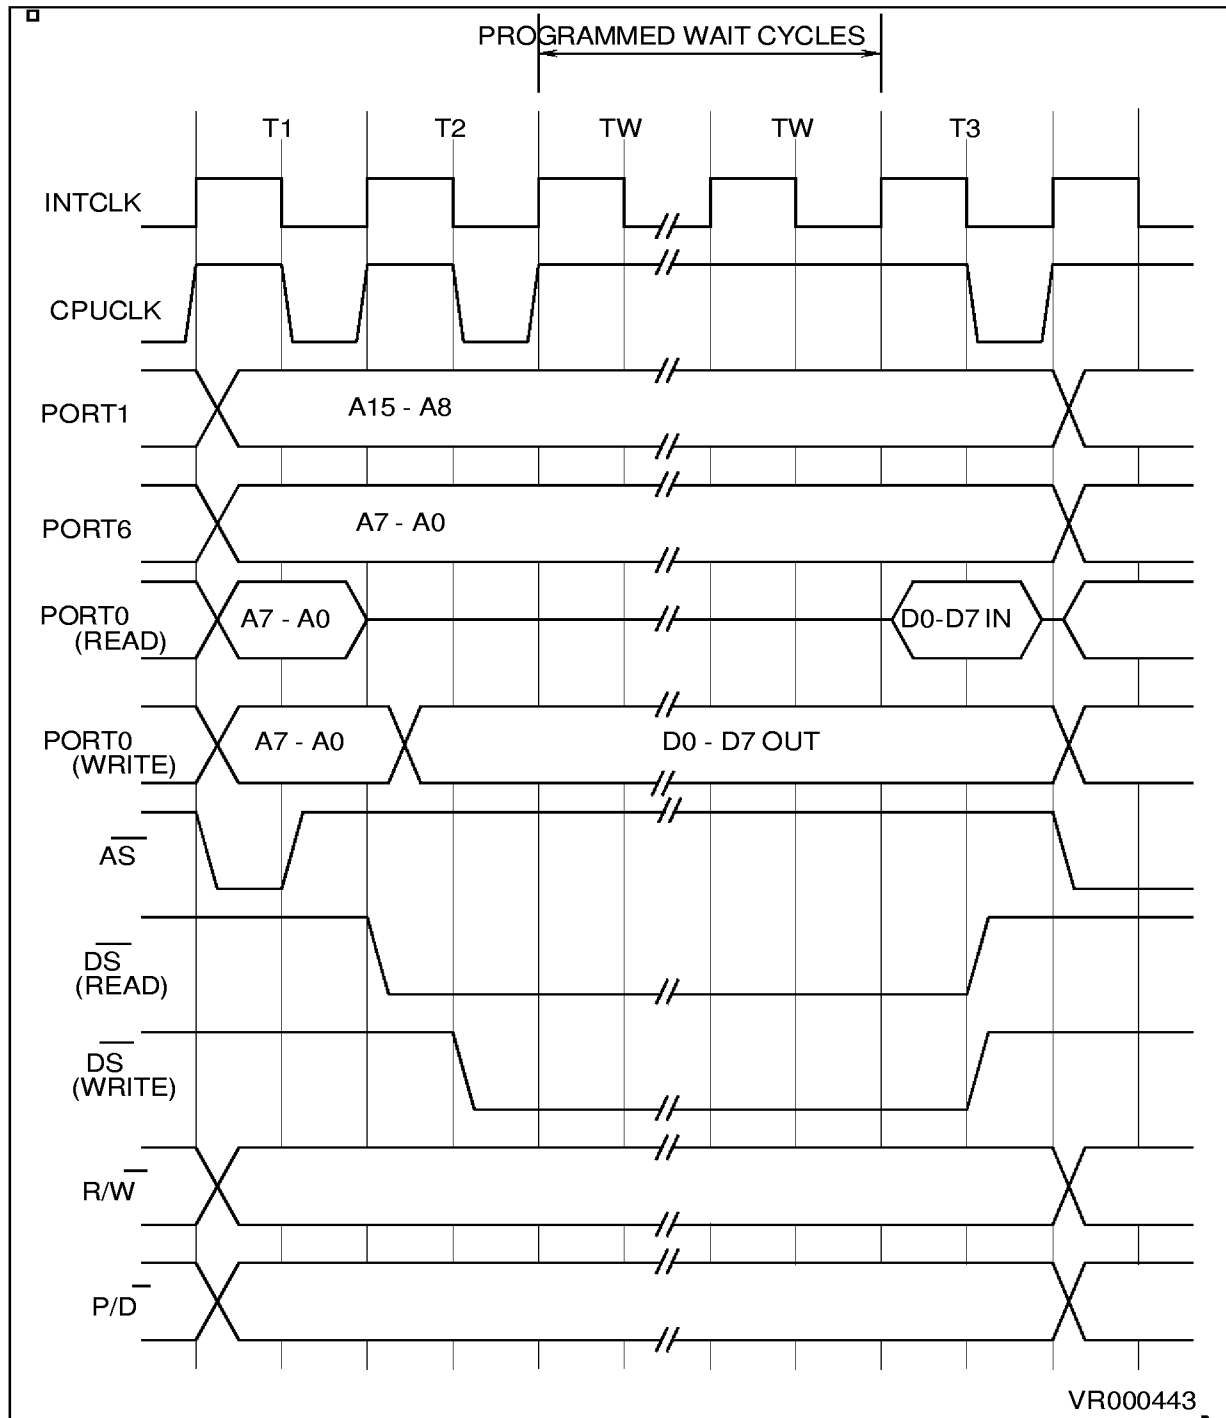 PROGRAMMED WAIT CYCLES
T1 T2 TW TW T3
INTCLK
CPUCLK
PORT1 A15 - A8
PORT6 A7 - A0
PORT0 A7 - A0 D0-D7 IN
(READ)
PORT0 A7 - A0 D0 - D7 OUT
(WRITE)
AS
DS
(READ)
DS
(WRITE)
R/W
P/D
VR000443